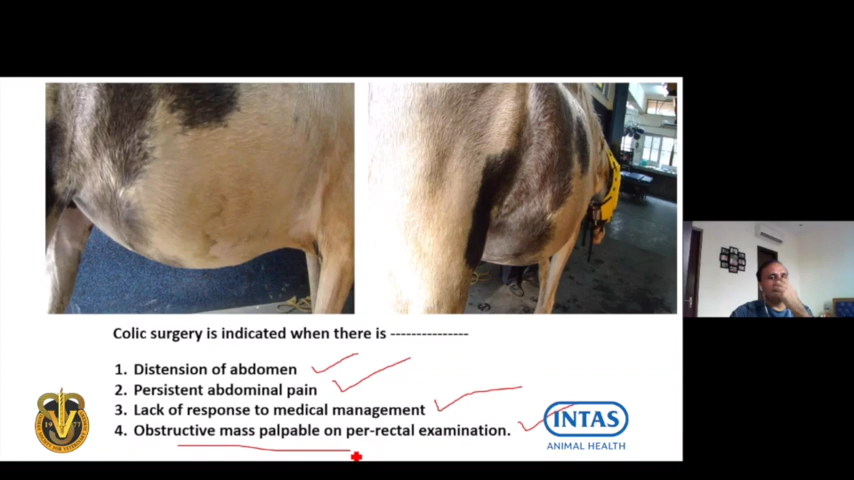 Colic surgery is indicated when there is ---------------
1. Distension of abdomen
2. Persistent abdominal pain
3. Lack of response to medical management
4. Obstructive mass palpable on per-rectal examination.
INTAS
ANIMAL HEALTH